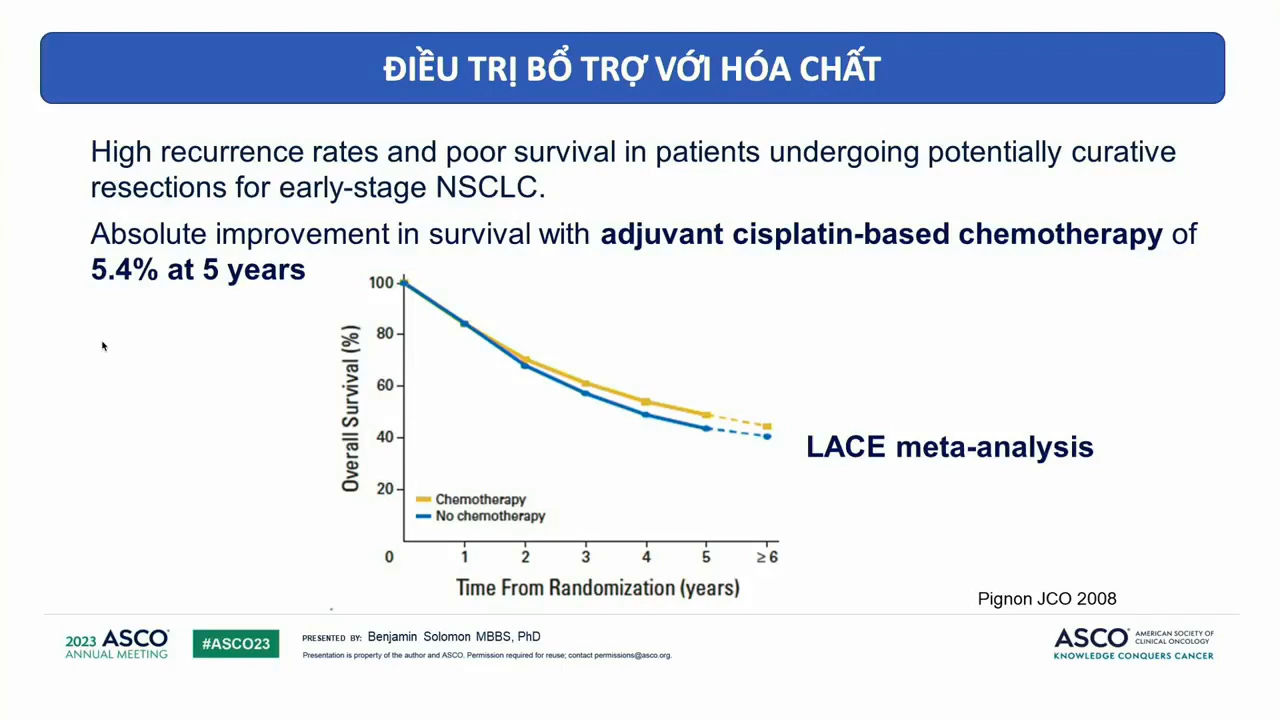 ĐIỀU TRỊ BỔ TRỢ VỚI HÓA CHẤT
High recurrence rates and poor survival in patients undergoing potentially curative
resections for early-stage NSCLC.
Absolute improvement in survival with adjuvant cisplatin-based chemotherapy of
5.4% at 5 years
Overall Survival (%)
100
80
60
40
20
0
Chemotherapy
No chemotherapy
1 2 3 4 5 ≥ 6
Time From Randomization (years)
LACE meta-analysis
Pignon JCO 2008
2023 ASCO
ANNUAL MEETING
#ASCO23
PRESENTED BY: Benjamin Solomon MBBS, PhD
Presentation is property of the author and ASCO. Permission required for reuse; contact permissions@asco.org.
ASCO AMERICAN SOCIETY OF
CLINICAL ONCOLOGY
KNOWLEDGE CONQUERS CANCER